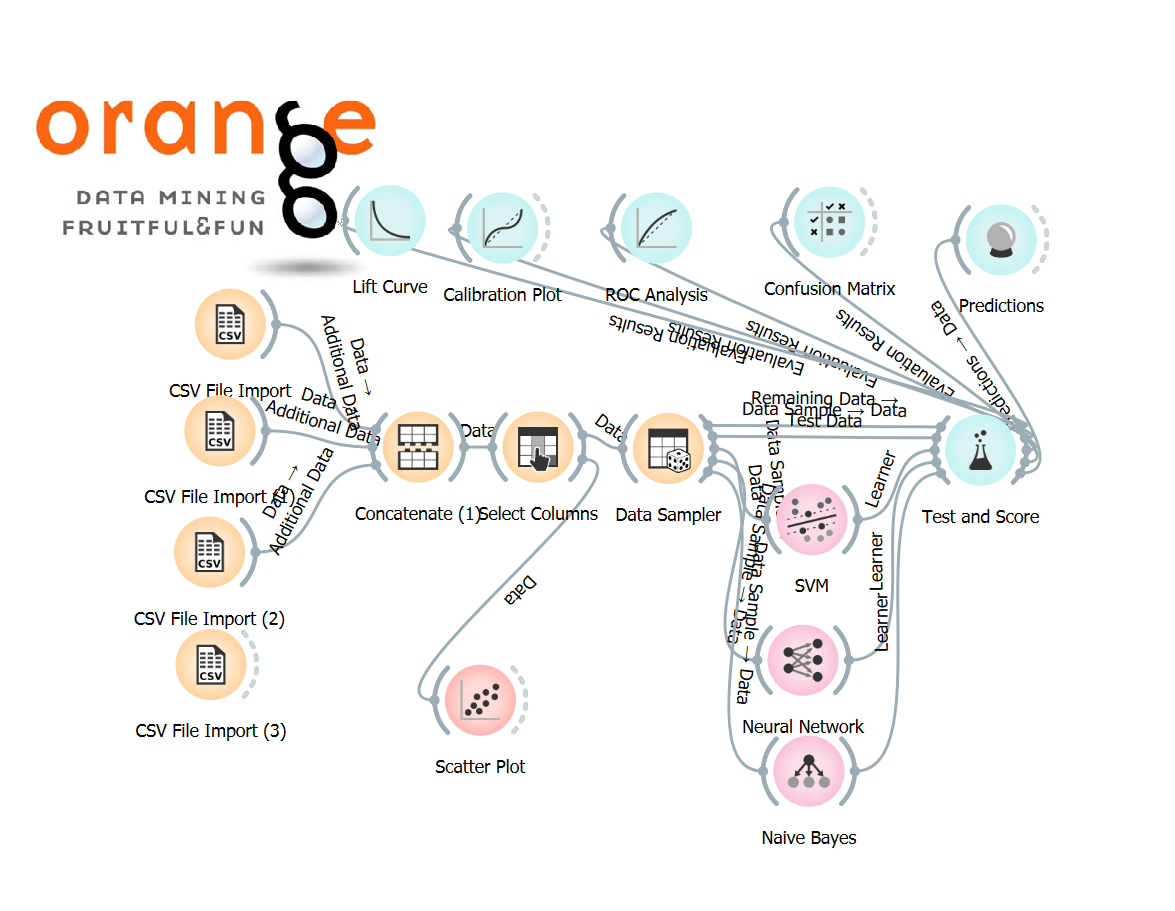 orange
DATA MINING
FRUITFUL&FUN
Lift Curve
Calibration Plot
ROC Analysis
Confusion Matrix
Predictions
Evaluation Results
Evaluation Results
Evaluation Results
Evaluation Results
Predictions → Data
CSV File Import
CSV
Data →
Additional Data
CSV File Import (1)
CSV
Data →
Additional Data
CSV File Import (2)
CSV
Data →
Additional Data
CSV File Import (3)
CSV
Concatenate (1)
Data
Select Columns
Data
Data Sampler
Remaining Data →
Test Data
Data Sample → Data
Data Sample → Data
Data Sample → Data
Data Sample → Data
SVM
Learner
Neural Network
Learner
Naive Bayes
Learner
Test and Score
Data
Scatter Plot